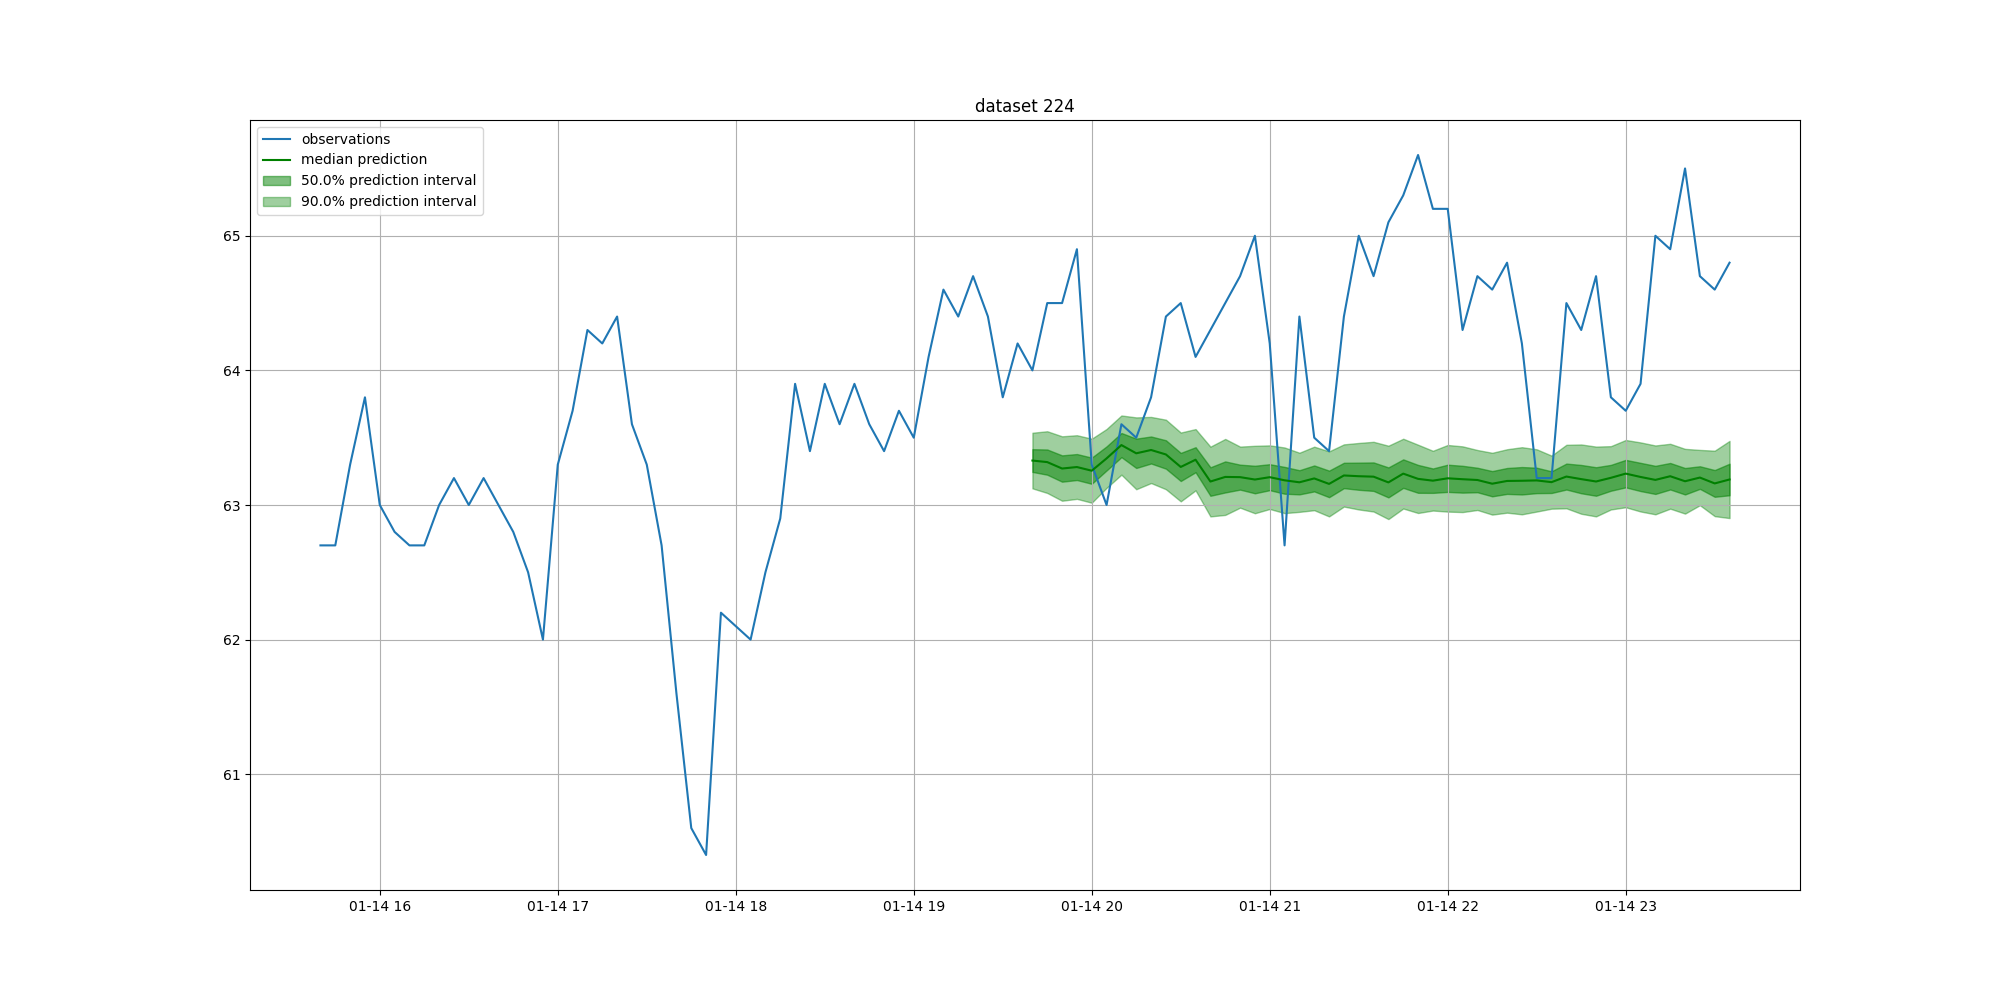 dataset 224
observations
median prediction
50.0% prediction interval
90.0% prediction interval
65
64
63
62
61
01-14 16
01-14 17
01-14 18
01-14 19
01-14 20
01-14 21
01-14 22
01-14 23